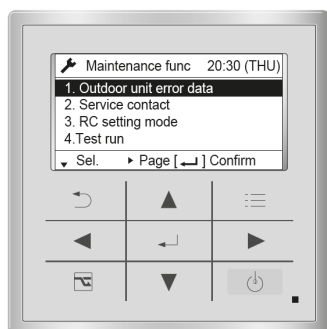 Maintenance func 20:30 (THU)
1. Outdoor unit error data
2. Service contact
3. RC setting mode
4.Test run
Sel. Page [ ] Confirm